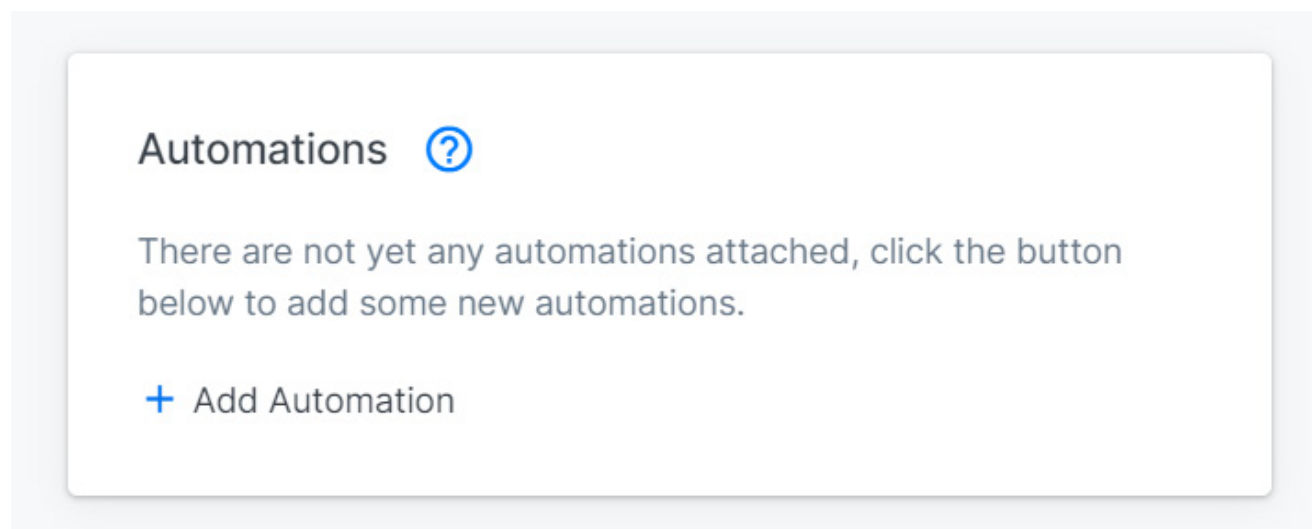 Automations
There are not yet any automations attached, click the button
below to add some new automations.
+ Add Automation